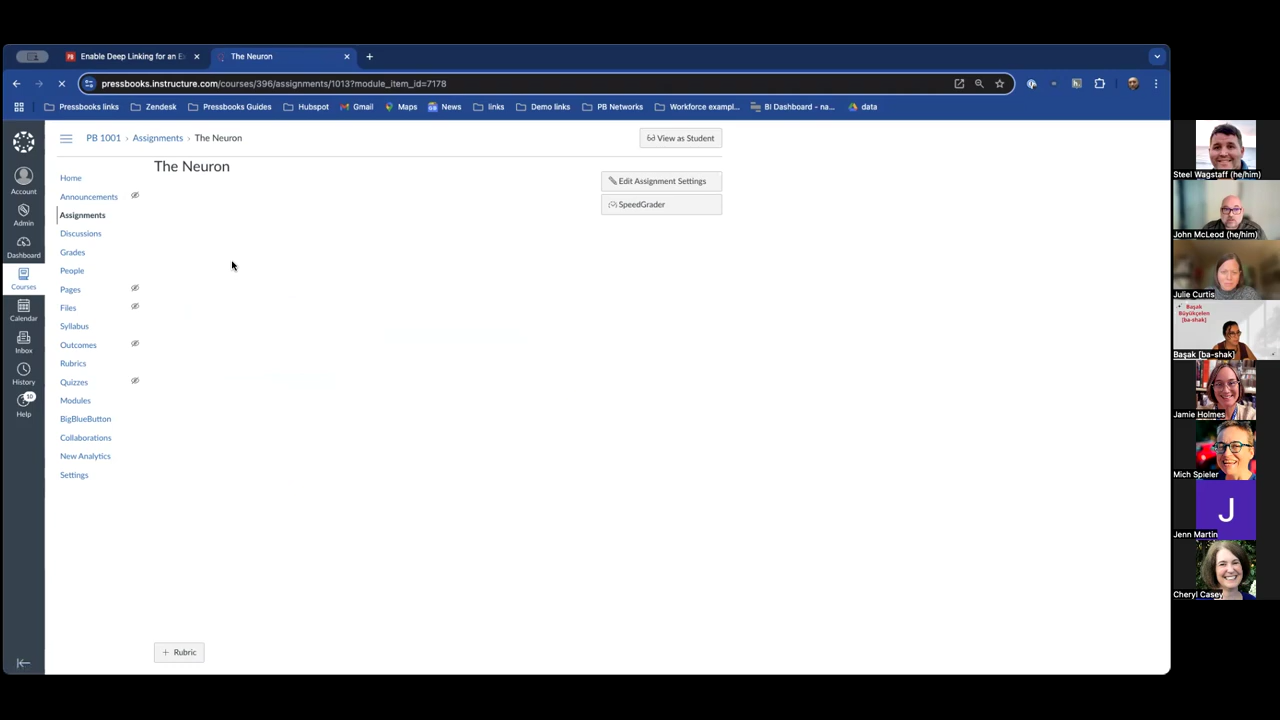 Enable Deep Linking for an E
The Neuron
pressbooks.instructure.com/courses/396/assignments/1013?module_item_id=7178
Pressbooks links
Zendesk
Pressbooks Guides
Hubspot
Gmail
Maps
News
links
Demo links
PB Networks
Workforce exampl...
BI Dashboard - na...
data
PB 1001 › Assignments › The Neuron
View as Student
The Neuron
Edit Assignment Settings
SpeedGrader
Account
Admin
Dashboard
Courses
Calendar
Inbox
History
10
Help
Home
Announcements
Assignments
Discussions
Grades
People
Pages
Files
Syllabus
Outcomes
Rubrics
Quizzes
Modules
BigBlueButton
Collaborations
New Analytics
Settings
+ Rubric
Steel Wagstaff (he/him)
John McLeod (he/him)
Julie Curtis
Başak
Büyükçelen
[ba-shak]
Başak [ba-shak]
Jamie Holmes
Mich Spieler
J
Jenn Martin
Cheryl Casey